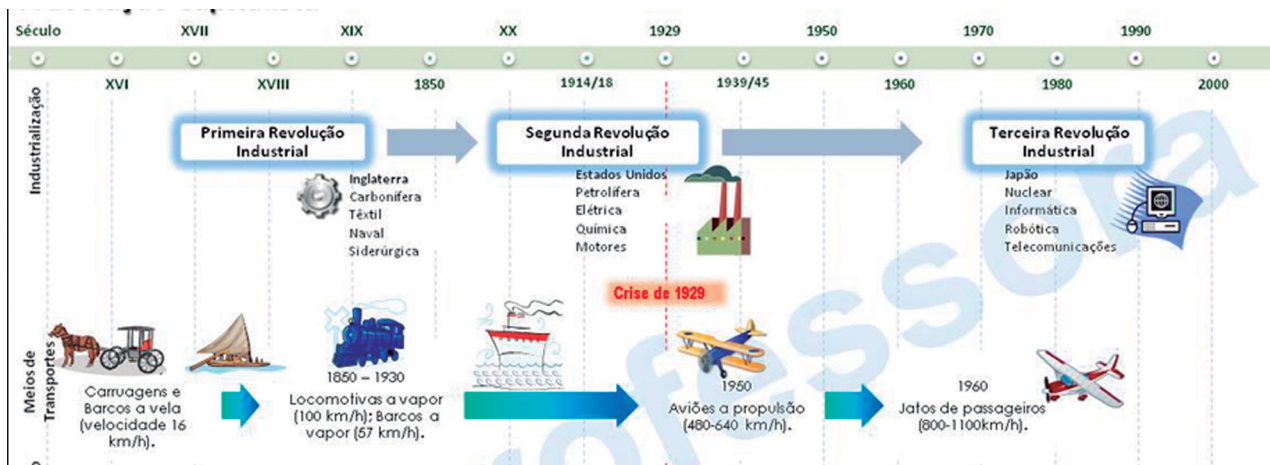 Século XVII XIX XX 1929 1950 1970 1990
XVI XVIII 1850 1914/18 1939/45 1960 1980 2000
Industrialização
Primeira Revolução
Industrial
Inglaterra
Carbonífera
Têxtil
Naval
Siderúrgica
Segunda Revolução
Industrial
Estados Unidos
Petrolífera
Elétrica
Química
Motores
Terceira Revolução
Industrial
Japão
Nuclear
Informática
Robótica
Telecomunicações
Crise de 1929
Meios de
Transportes
Carruagens e
Barcos a vela
(velocidade 16
km/h).
1850 – 1930
Locomotivas a vapor
(100 km/h); Barcos a
vapor (57 km/h).
1950
Aviões a propulsão
(480-640 km/h).
1960
Jatos de passageiros
(800-1100km/h).
ofessora